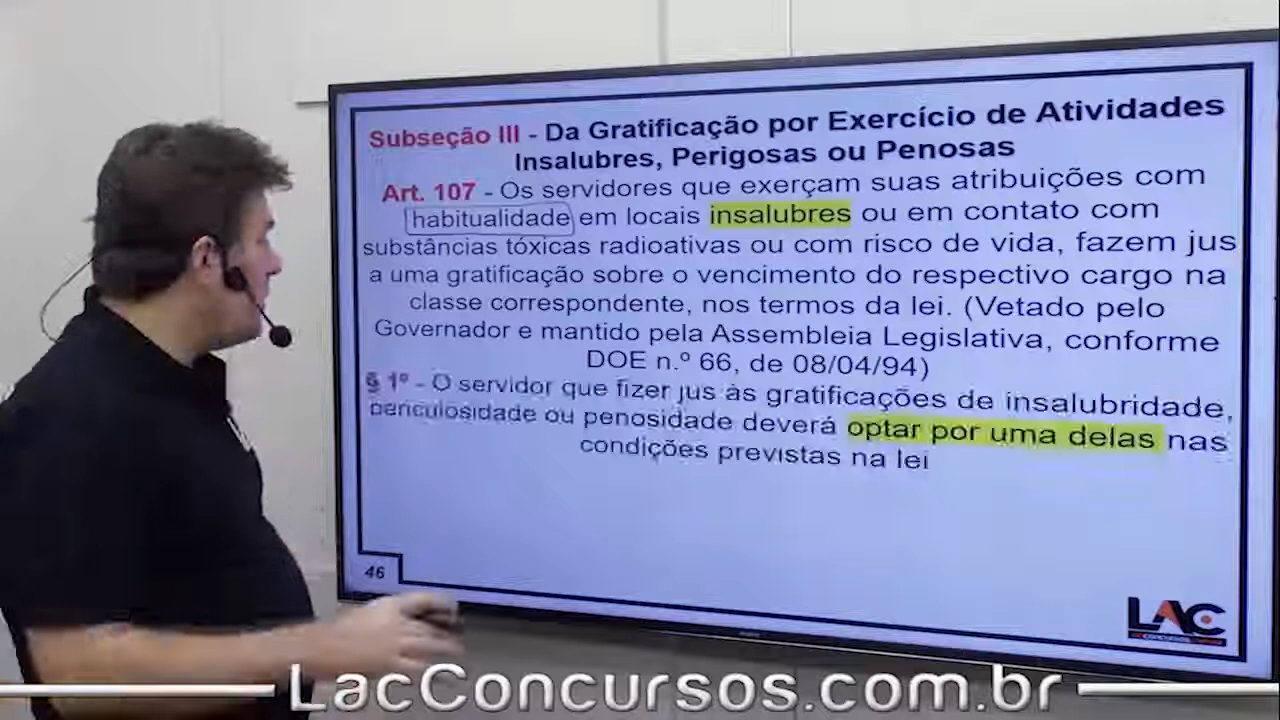 Subseção III - Da Gratificação por Exercício de Atividades
Insalubres, Perigosas ou Penosas
Art. 107 - Os servidores que exerçam suas atribuições com
habitualidade em locais insalubres ou em contato com
substâncias tóxicas radioativas ou com risco de vida, fazem jus
a uma gratificação sobre o vencimento do respectivo cargo na
classe correspondente, nos termos da lei. (Vetado pelo
Governador e mantido pela Assembleia Legislativa, conforme
DOE n.º 66, de 08/04/94)
§ 1º - O servidor que fizer jus às gratificações de insalubridade,
periculosidade ou penosidade deverá optar por uma delas nas
condições previstas na lei
46
LAC
LacConcursos.com.br